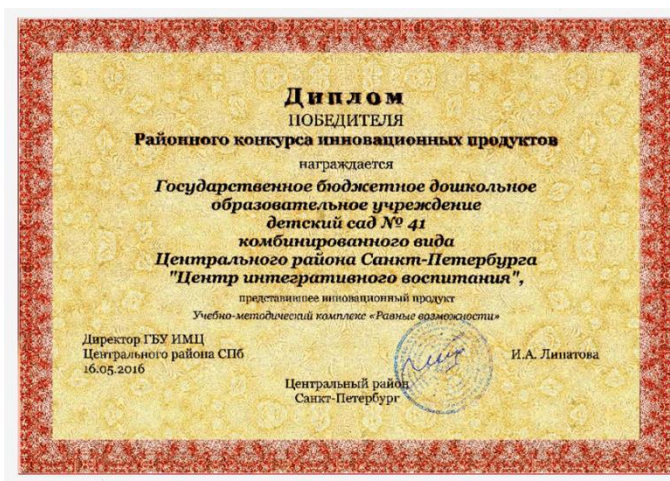 Диплом
ПОБЕДИТЕЛЯ
Районного конкурса инновационных продуктов
награждается
Государственное бюджетное дошкольное
образовательное учреждение
детский сад № 41
комбинированного вида
Центрального района Санкт-Петербурга
"Центр интегративного воспитания",
представившее инновационный продукт
Учебно-методический комплекс «Равные возможности»
Директор ГБУ ИМЦ
Центрального района СПб
16.05.2016
И.А. Липатова
Центральный район
Санкт-Петербург